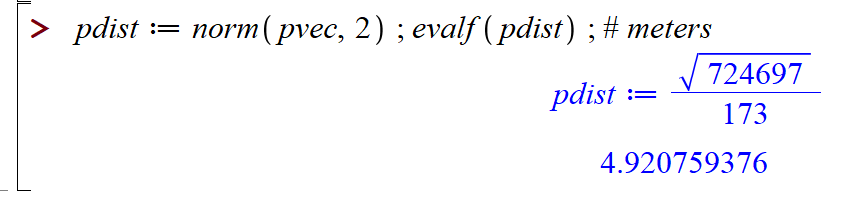 > pdist := norm( pvec, 2 ) ; evalf( pdist ) ; # meters
pdist := √724697 / 173
4.920759376